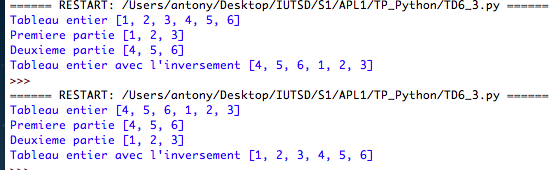 ====== RESTART: /Users/antony/Desktop/IUTSD/S1/APL1/TP_Python/TD6_3.py ======
Tableau entier [1, 2, 3, 4, 5, 6]
Premiere partie [1, 2, 3]
Deuxieme partie [4, 5, 6]
Tableau entier avec l'inversement [4, 5, 6, 1, 2, 3]
>>>
====== RESTART: /Users/antony/Desktop/IUTSD/S1/APL1/TP_Python/TD6_3.py ======
Tableau entier [4, 5, 6, 1, 2, 3]
Premiere partie [4, 5, 6]
Deuxieme partie [1, 2, 3]
Tableau entier avec l'inversement [1, 2, 3, 4, 5, 6]
>>>